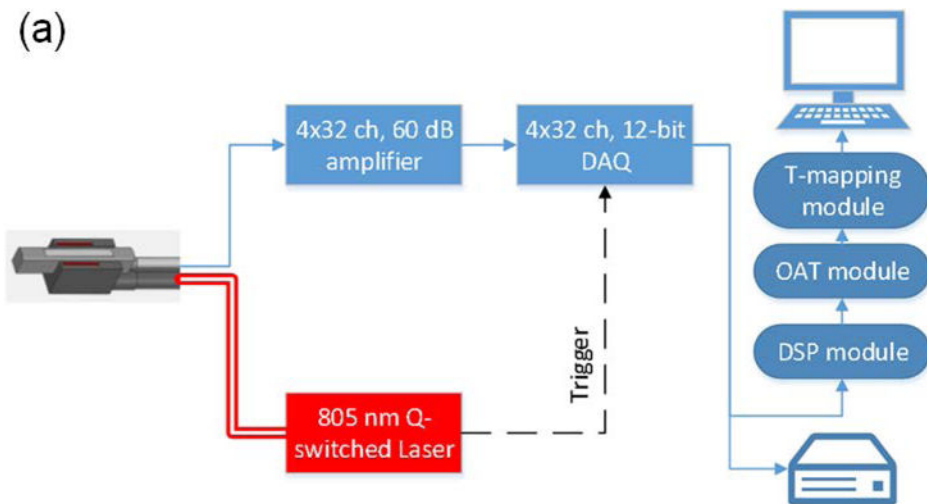 (a)
4x32 ch, 60 dB
amplifier
4x32 ch, 12-bit
DAQ
T-mapping
module
OAT module
DSP module
Trigger
805 nm Q-
switched Laser